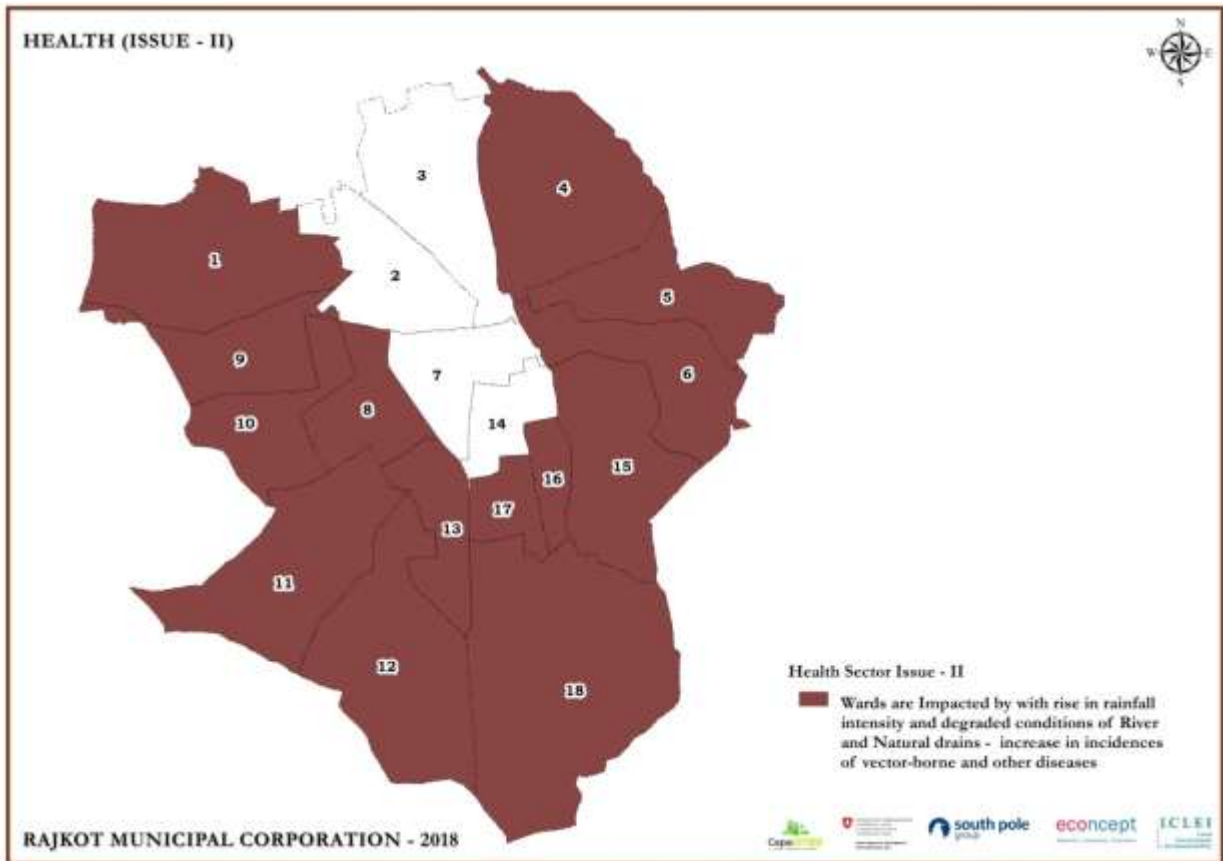 HEALTH (ISSUE - II)
N
W E
S
3
4
1
2
5
9
7
6
8
10
14
15
16
17
13
11
12
18
Health Sector Issue - II
Wards are Impacted by with rise in rainfall
intensity and degraded conditions of River
and Natural drains - increase in incidences
of vector-borne and other diseases
RAJKOT MUNICIPAL CORPORATION - 2018
south pole
group
econcept
ICLEI